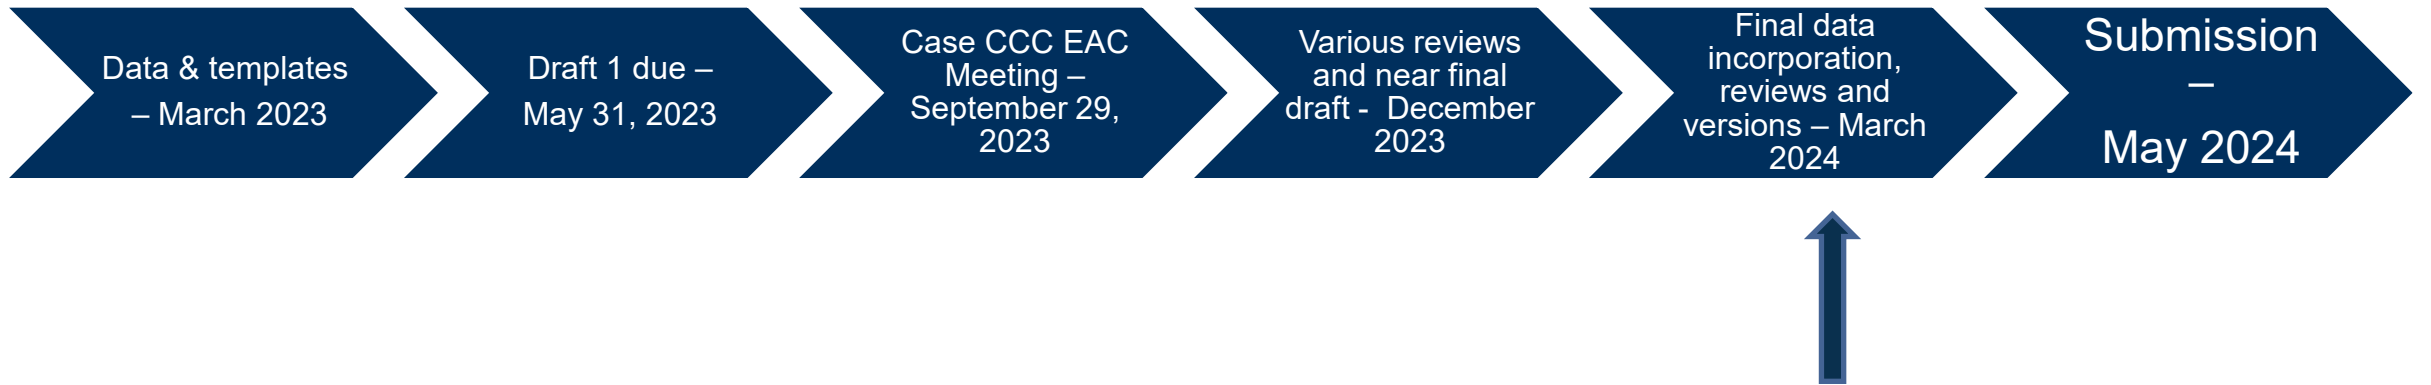 Data & templates
– March 2023
Draft 1 due –
May 31, 2023
Case CCC EAC
Meeting –
September 29,
2023
Various reviews
and near final
draft -  December
2023
Final data
incorporation,
reviews and
versions – March
2024
Submission
–
May 2024